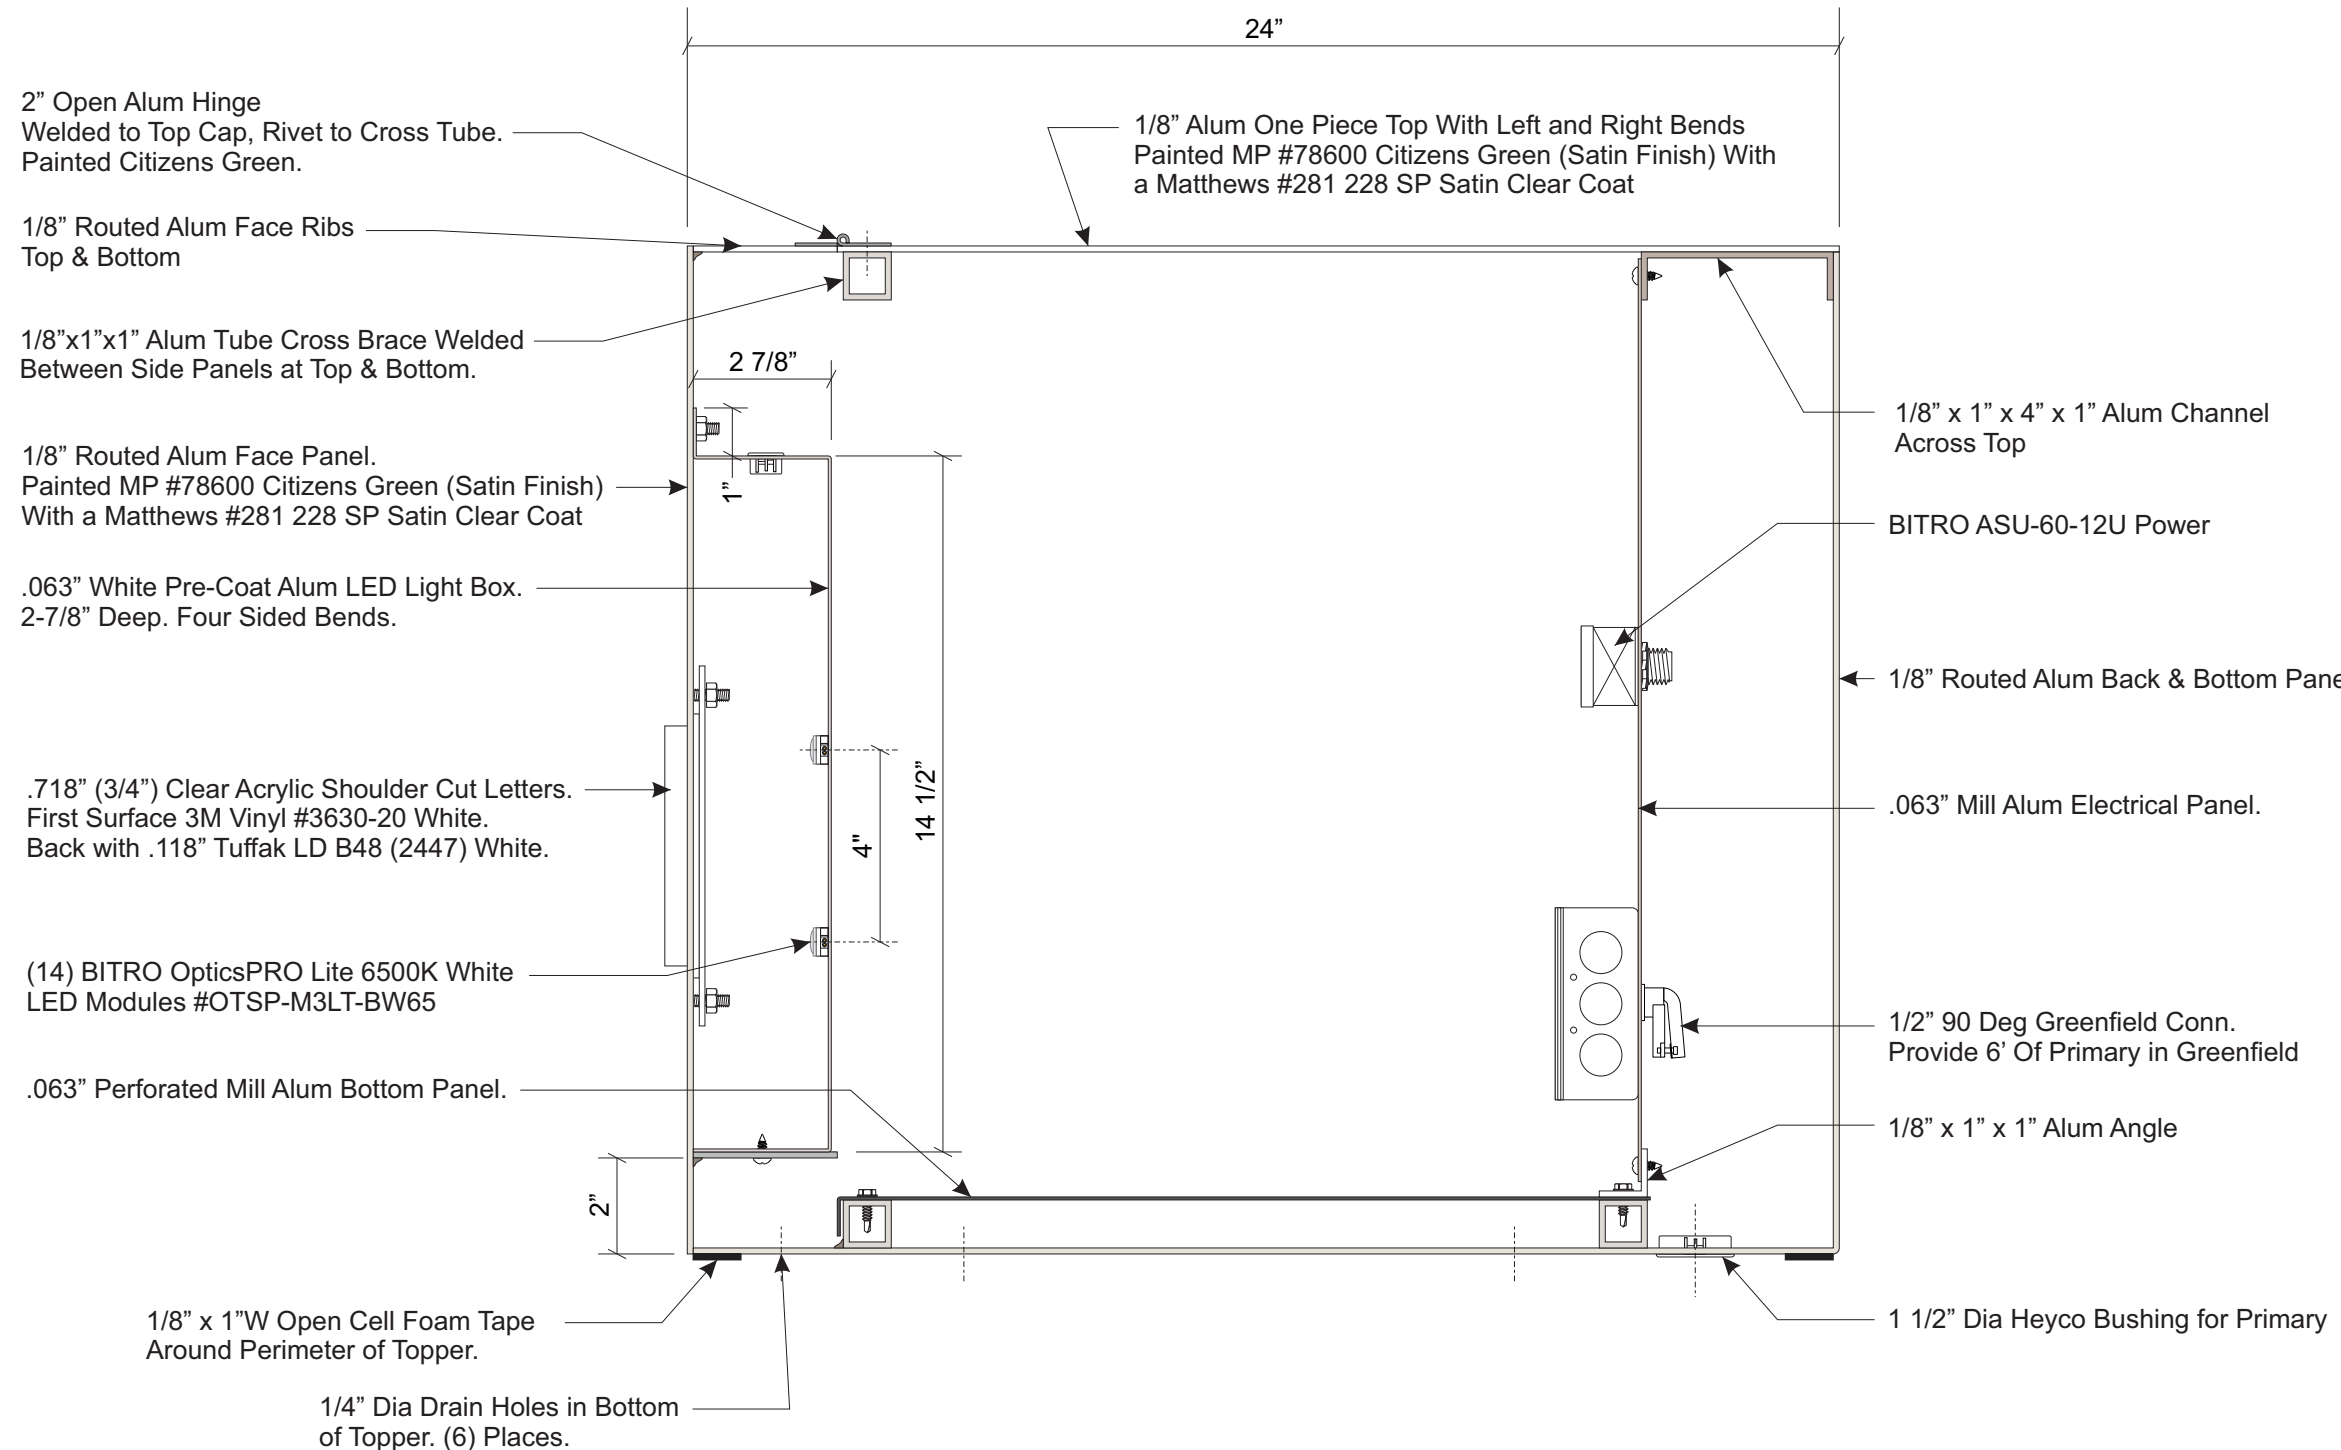 24”
2” Open Alum Hinge
Welded to Top Cap, Rivet to Cross Tube.
Painted Citizens Green.
1/8” Alum One Piece Top With Left and Right Bends
Painted MP #78600 Citizens Green (Satin Finish) With
a Matthews #281 228 SP Satin Clear Coat
1/8” Routed Alum Face Ribs
Top & Bottom
1/8”x1”x1” Alum Tube Cross Brace Welded
Between Side Panels at Top & Bottom.
2 7/8”
1/8” x 1” x 4” x 1” Alum Channel
Across Top
1/8” Routed Alum Face Panel.
Painted MP #78600 Citizens Green (Satin Finish)
With a Matthews #281 228 SP Satin Clear Coat
1”
BITRO ASU-60-12U Power
.063” White Pre-Coat Alum LED Light Box.
2-7/8” Deep. Four Sided Bends.
1/8” Routed Alum Back & Bottom Pane
.718” (3/4”) Clear Acrylic Shoulder Cut Letters.
First Surface 3M Vinyl #3630-20 White.
Back with .118” Tuffak LD B48 (2447) White.
4"
14 1/2”
.063” Mill Alum Electrical Panel.
(14) BITRO OpticsPRO Lite 6500K White
LED Modules #OTSP-M3LT-BW65
1/2” 90 Deg Greenfield Conn.
Provide 6’ Of Primary in Greenfield
.063” Perforated Mill Alum Bottom Panel.
1/8” x 1” x 1” Alum Angle
2”
1/8” x 1”W Open Cell Foam Tape
Around Perimeter of Topper.
1 1/2” Dia Heyco Bushing for Primary
1/4” Dia Drain Holes in Bottom
of Topper. (6) Places.